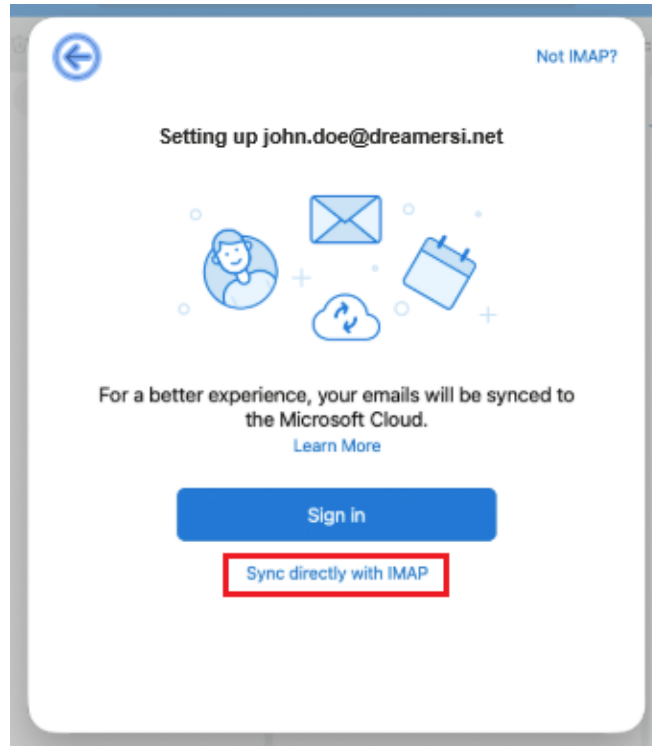 Not IMAP?
Setting up john.doe@dreamersi.net
For a better experience, your emails will be synced to
the Microsoft Cloud.
Learn More
Sign in
Sync directly with IMAP